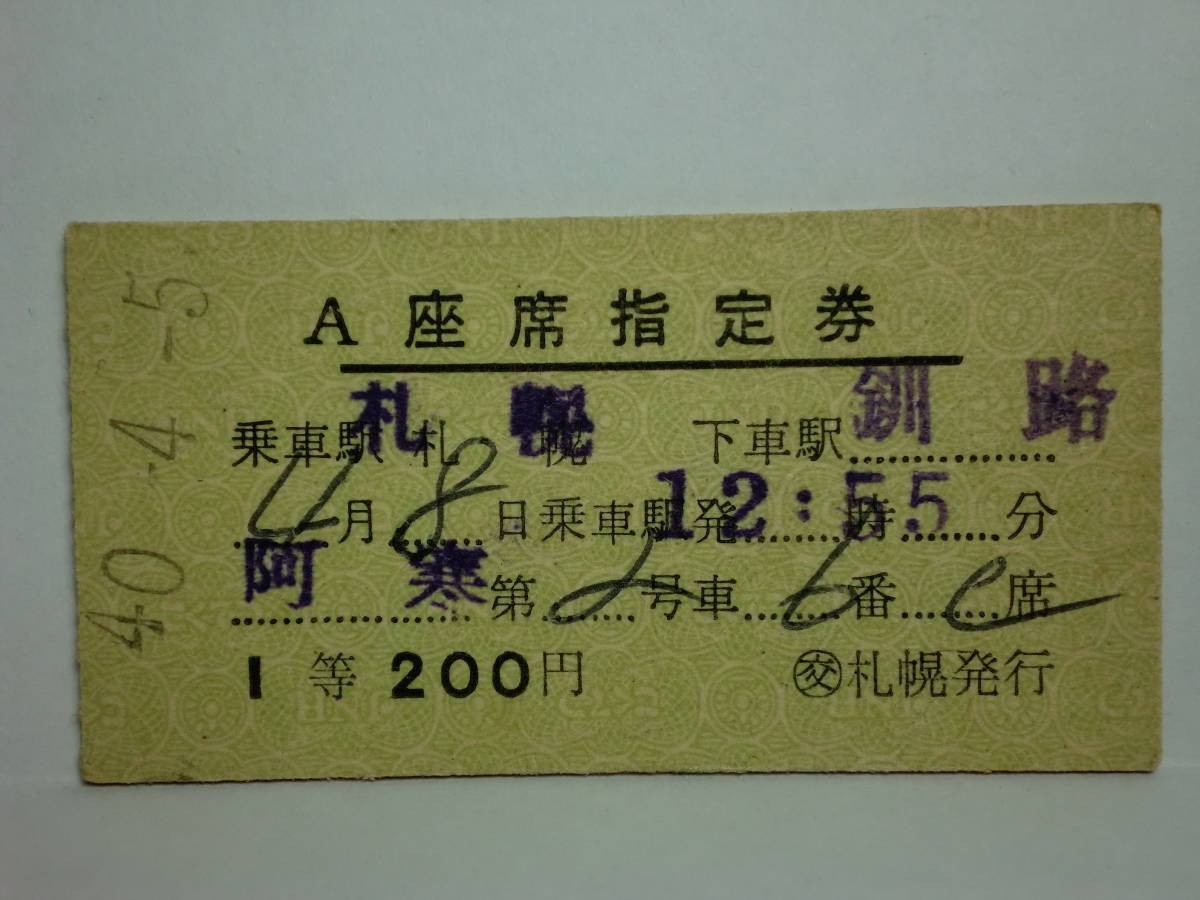 A座席指定券
乗車駅 札幌 札幌 下車駅 釧路
月8日乗車駅発 12:55 時 分
阿寒 第2号車6番C席
1等 200円 交札幌発行
40-4-5